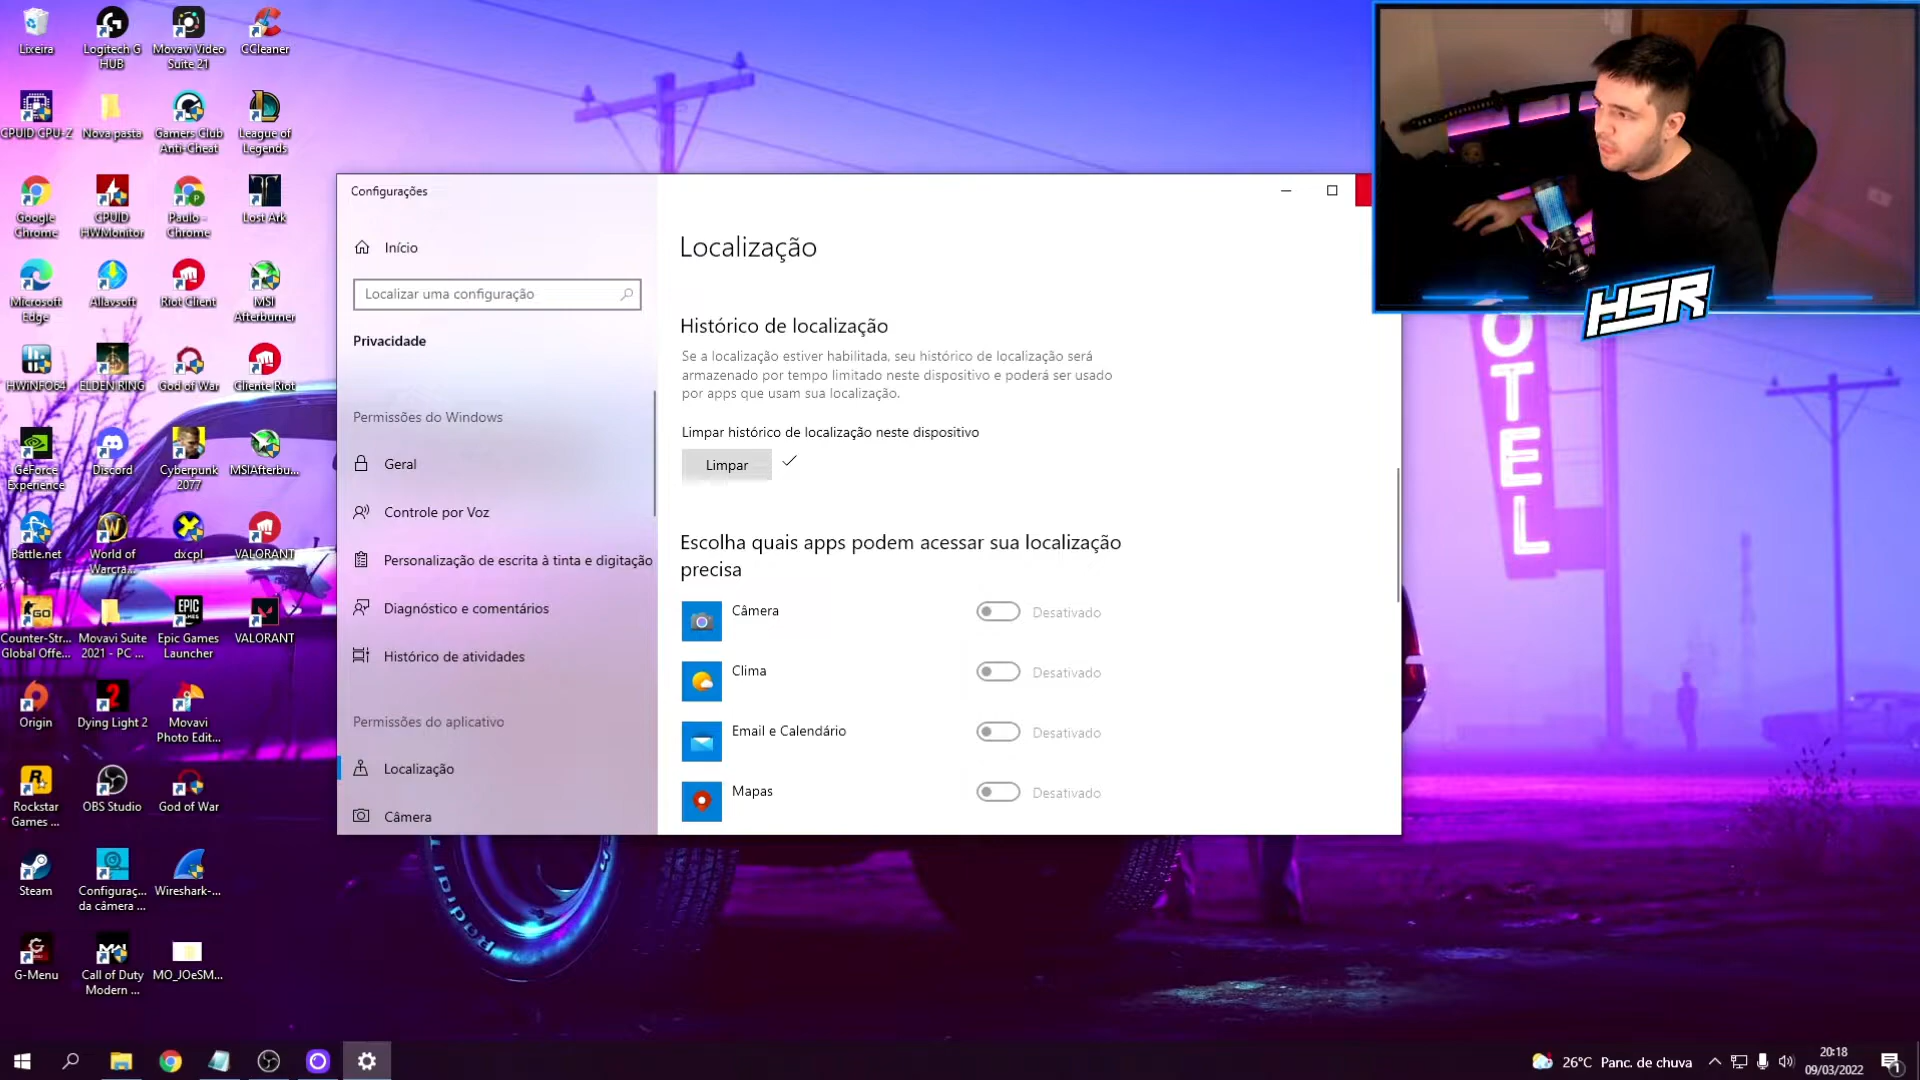 Lixeira
Logitech G
HUB
Movavi Video
Suite 21
CCleaner
CPUID CPU-Z
Nova pasta
Gamers Club
Anti-Cheat
League of
Legends
Google
Chrome
CPUID
HWMonitor
Paulo -
Chrome
Lost Ark
Microsoft
Edge
Allavsoft
Riot Client
MSI
Afterburner
HWiNFO64
ELDEN RING
God of War
Cliente Riot
GeForce
Experience
Discord
Cyberpunk
2077
MSIAfterbu...
Battle.net
World of
Warcra...
dxcpl
VALORANT
Counter-Str...
Global Offe...
Movavi Suite
2021 - PC ...
Epic Games
Launcher
VALORANT
Origin
Dying Light 2
Movavi
Photo Edit...
Rockstar
Games ...
OBS Studio
God of War
Steam
Configuraç...
da câmera ...
Wireshark-...
G-Menu
Call of Duty
Modern ...
MO_JOeSM...
Configurações
Início
Localizar uma configuração
Privacidade
Permissões do Windows
Geral
Controle por Voz
Personalização de escrita à tinta e digitação
Diagnóstico e comentários
Histórico de atividades
Permissões do aplicativo
Localização
Câmera
Localização
Histórico de localização
Se a localização estiver habilitada, seu histórico de localização será
armazenado por tempo limitado neste dispositivo e poderá ser usado
por apps que usam sua localização.
Limpar histórico de localização neste dispositivo
Limpar
Escolha quais apps podem acessar sua localização
precisa
Câmera
Desativado
Clima
Desativado
Email e Calendário
Desativado
Mapas
Desativado
HSR
OTEL
Radial
26°C Panc. de chuva
20:18
09/03/2022
1